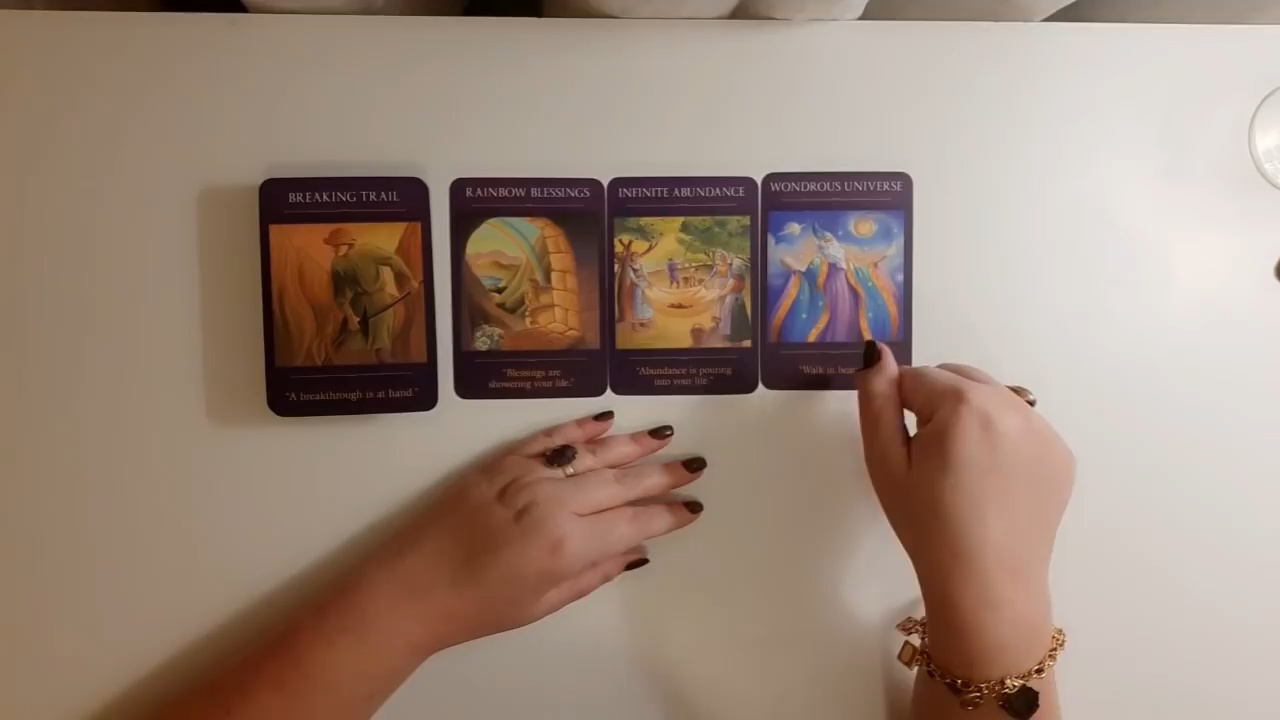 BREAKING TRAIL
"A breakthrough is at hand."
RAINBOW BLESSINGS
"Blessings are
showering your life."
INFINITE ABUNDANCE
"Abundance is pouring
into your life."
WONDROUS UNIVERSE
"Walk in